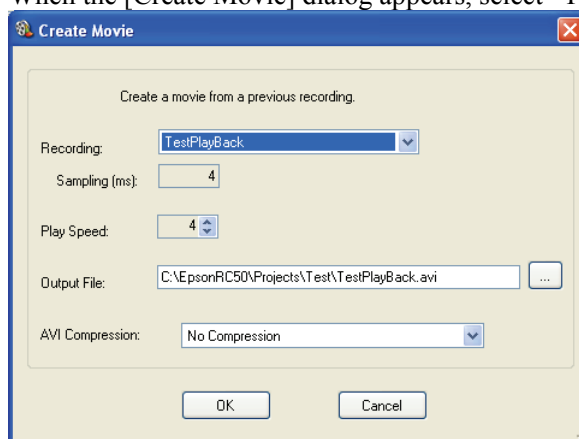 When the [Create Movie] dialog appears, select
Create Movie
Create a movie from a previous recording.
Recording: TestPlayBack
Sampling (ms): 4
Play Speed: 4
Output File: C:\EpsonRC50\Projects\Test\TestPlayBack.avi ...
AVI Compression: No Compression
OK Cancel